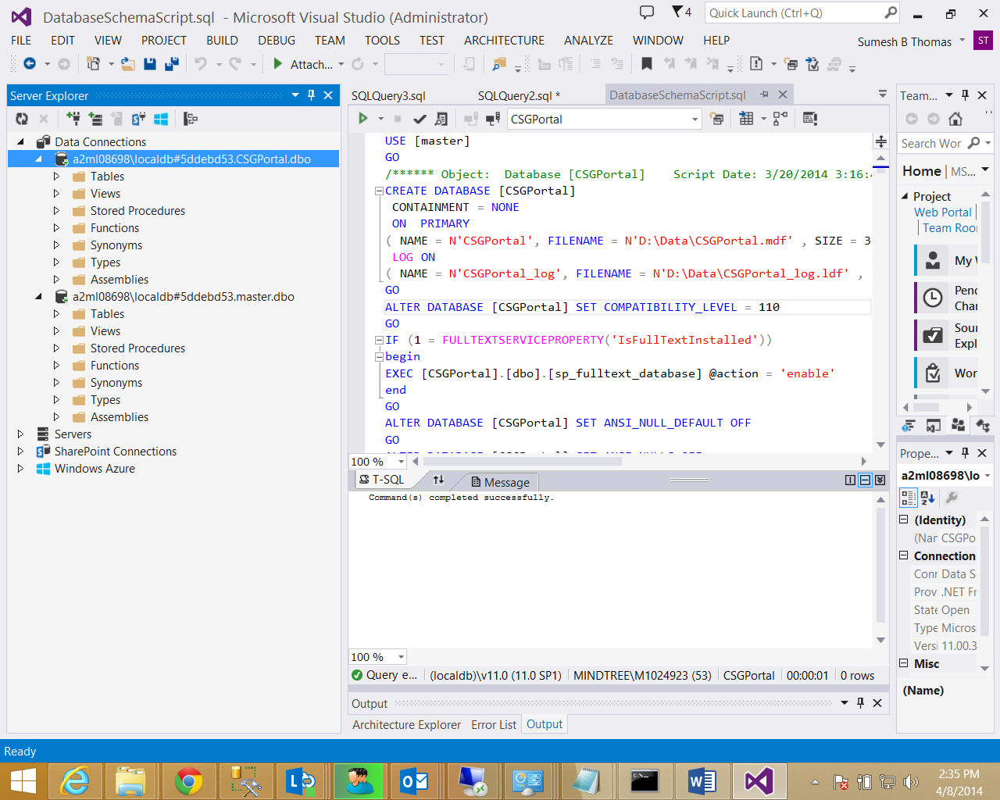 DatabaseSchemaScript.sql - Microsoft Visual Studio (Administrator)
4
Quick Launch (Ctrl+Q)
FILE EDIT VIEW PROJECT BUILD DEBUG TEAM TOOLS TEST ARCHITECTURE ANALYZE WINDOW HELP
Sumesh B Thomas
ST
Attach...
Server Explorer
Data Connections
a2ml08698\localdb#5ddebd53.CSGPortal.dbo
Tables
Views
Stored Procedures
Functions
Synonyms
Types
Assemblies
a2ml08698\localdb#5ddebd53.master.dbo
Tables
Views
Stored Procedures
Functions
Synonyms
Types
Assemblies
Servers
SharePoint Connections
Windows Azure
SQLQuery3.sql SQLQuery2.sql * DatabaseSchemaScript.sql
CSGPortal
USE [master]
GO
/****** Object:  Database [CSGPortal]    Script Date: 3/20/2014 3:16:
CREATE DATABASE [CSGPortal]
CONTAINMENT = NONE
ON  PRIMARY
( NAME = N'CSGPortal', FILENAME = N'D:\Data\CSGPortal.mdf' , SIZE = 3
LOG ON
( NAME = N'CSGPortal_log', FILENAME = N'D:\Data\CSGPortal_log.ldf' ,
GO
ALTER DATABASE [CSGPortal] SET COMPATIBILITY_LEVEL = 110
GO
IF (1 = FULLTEXTSERVICEPROPERTY('IsFullTextInstalled'))
begin
EXEC [CSGPortal].[dbo].[sp_fulltext_database] @action = 'enable'
end
GO
ALTER DATABASE [CSGPortal] SET ANSI_NULL_DEFAULT OFF
GO
100 %
T-SQL
Message
Command(s) completed successfully.
100 %
Query e... (localdb)\v11.0 (11.0 SP1) MINDTREE\M1024923 (53) CSGPortal 00:00:01 0 rows
Output
Architecture Explorer Error List Output
Team...
Search Wor
Home | MS...
Project
Web Portal
Team Roo
My
Pend
Char
Sour
Expl
Wor
Prope...
a2ml08698\lo
(Identity)
(Nar CSGPo
Connection
Conr Data S
Prov .NET Fr
State Open
Type Micros
Versi 11.00.3
Misc
(Name)
Ready
2:35 PM
4/8/2014